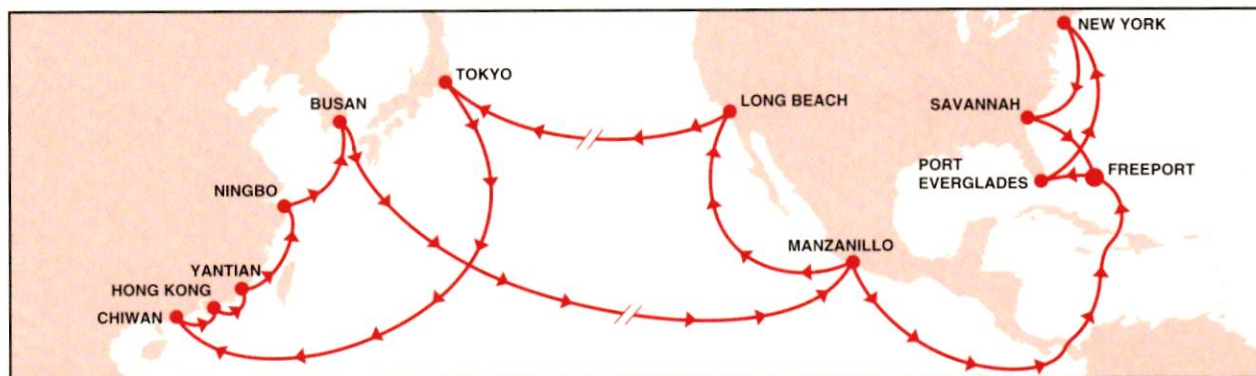 NEW YORK
TOKYO
BUSAN
LONG BEACH
SAVANNAH
PORT
EVERGLADES
FREEPORT
NINGBO
MANZANILLO
YANTIAN
HONG KONG
CHIWAN